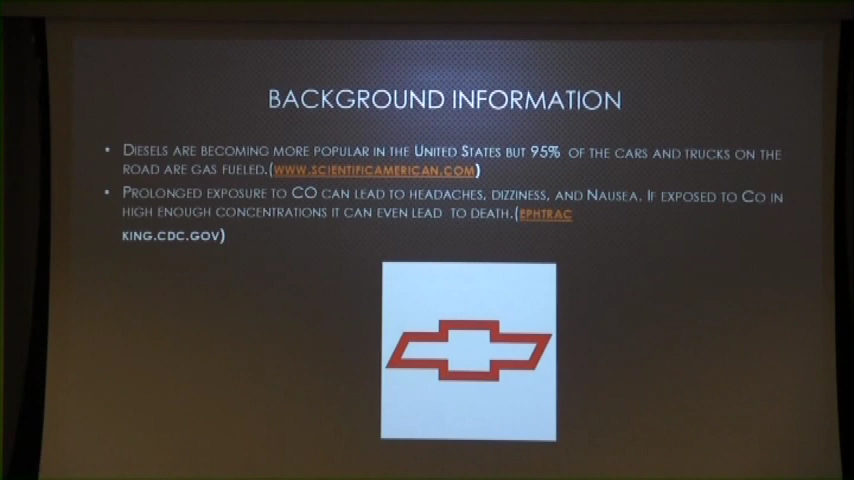 BACKGROUND INFORMATION
• DIESELS ARE BECOMING MORE POPULAR IN THE UNITED STATES BUT 95% OF THE CARS AND TRUCKS ON THE
ROAD ARE GAS FUELED.(WWW.SCIENTIFICAMERICAN.COM)
• PROLONGED EXPOSURE TO CO CAN LEAD TO HEADACHES, DIZZINESS, AND NAUSEA. IF EXPOSED TO CO IN
HIGH ENOUGH CONCENTRATIONS IT CAN EVEN LEAD TO DEATH.(EPHTRAC
KING.CDC.GOV)